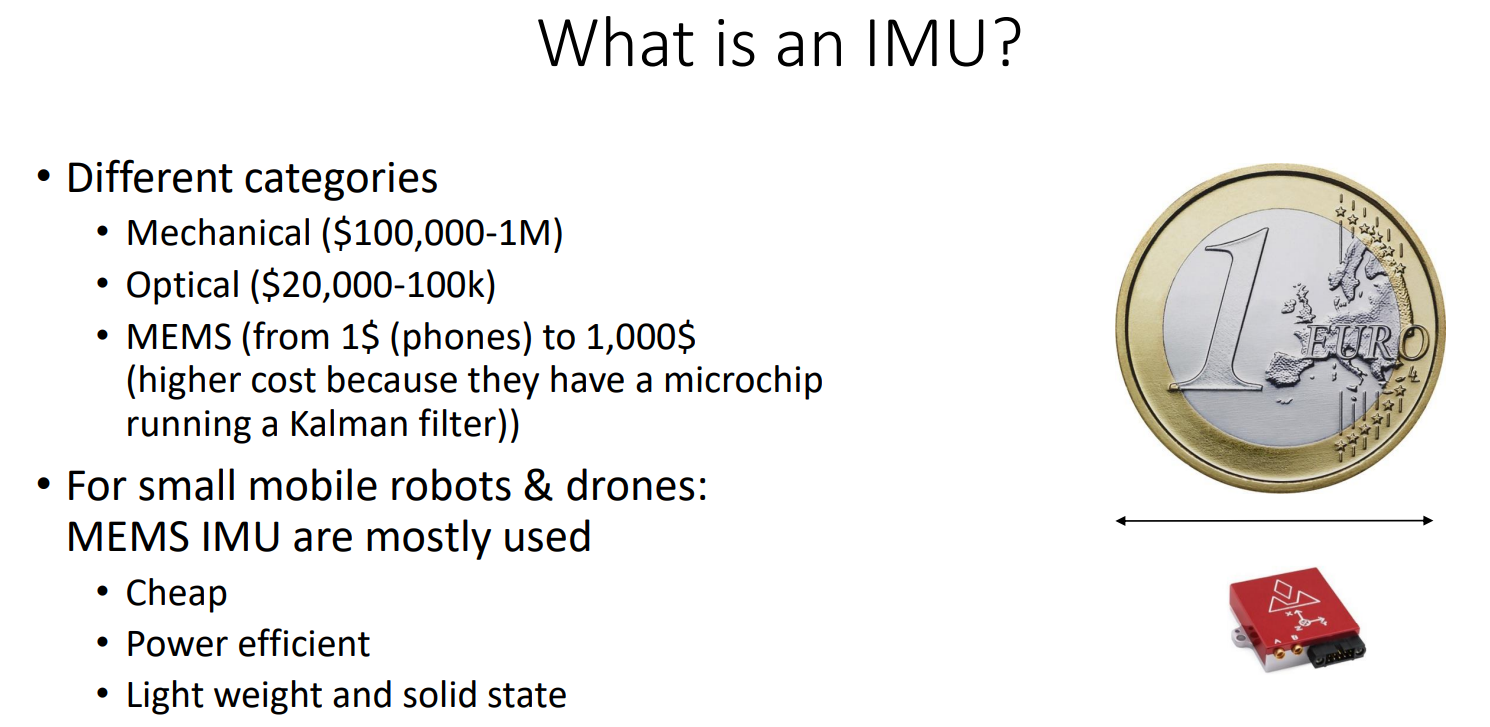 What is an IMU?
• Different categories
• Mechanical ($100,000-1M)
• Optical ($20,000-100k)
• MEMS (from 1$ (phones) to 1,000$
(higher cost because they have a microchip
running a Kalman filter))
• For small mobile robots & drones:
MEMS IMU are mostly used
• Cheap
• Power efficient
• Light weight and solid state
1
EURO
A B